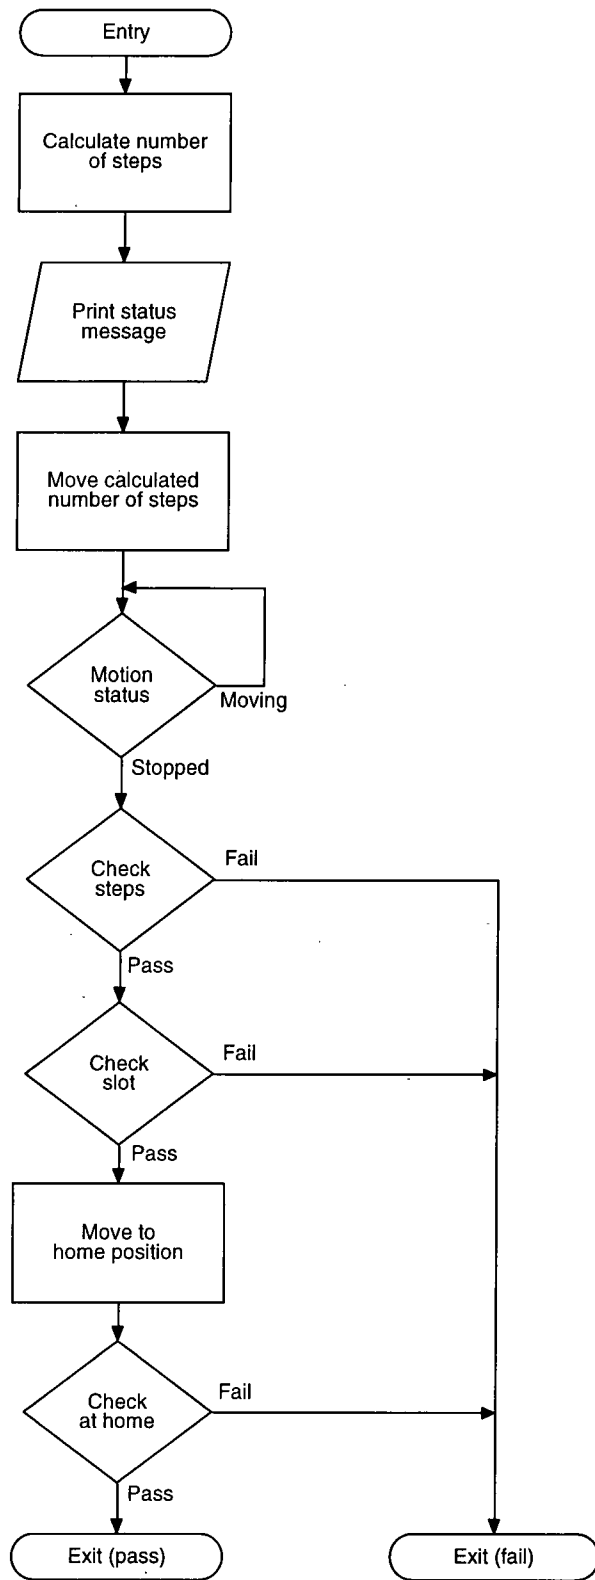 Entry
Calculate number
of steps
Print status
message
Move calculated
number of steps
Motion
status
Moving
Stopped
Check
steps
Fail
Pass
Check
slot
Fail
Pass
Move to
home position
Check
at home
Fail
Pass
Exit (pass)
Exit (fail)